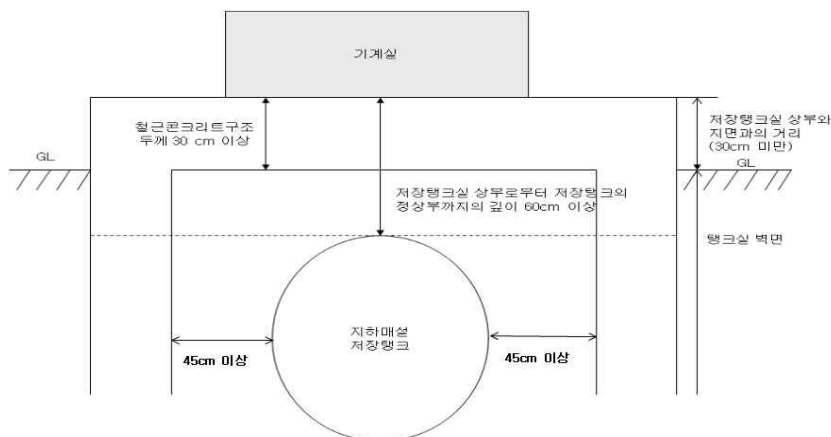 기계실
철근콘크리트구조
두께 30 cm 이상
저장탱크실 상부와
지면과의 거리
(30cm 미만)
GL
GL
저장탱크실 상부로부터 저장탱크의
정상부까지의 깊이 60cm 이상
탱크실 벽면
지하매설
저장탱크
45cm 이상
45cm 이상